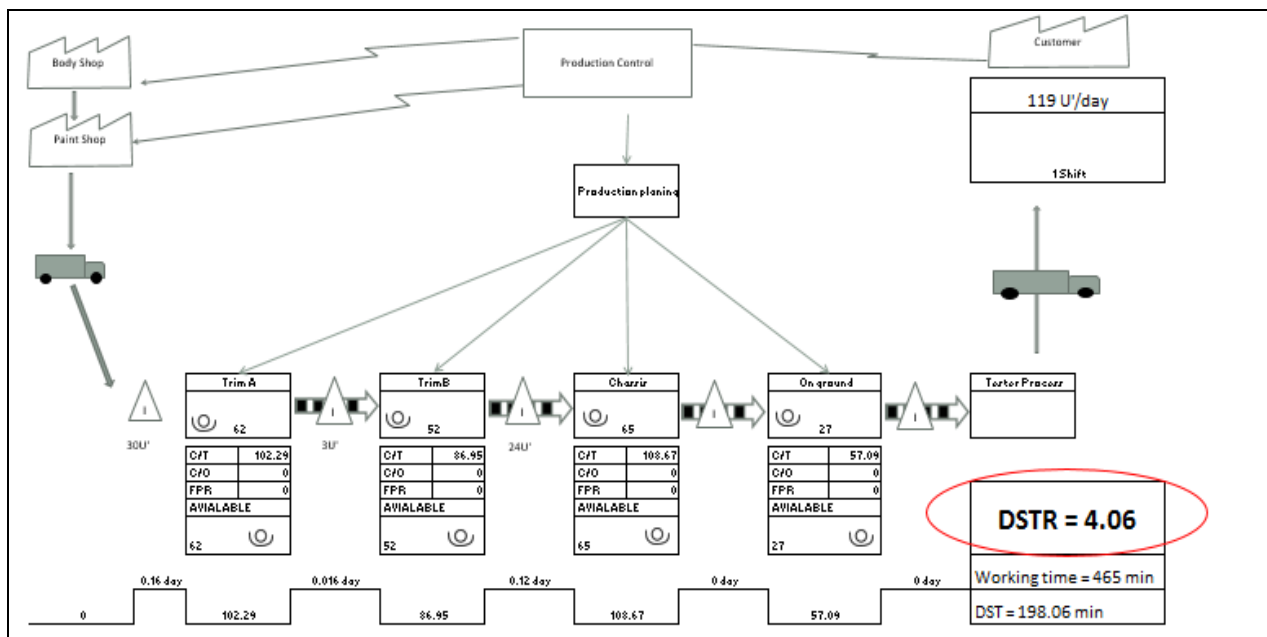 Body Shop
Production Control
Customer
119 U'/day
1 Shift
Paint Shop
Production planing
Trim A
Trim B
Chassis
On ground
Tester Process
I
I
I
I
I
62
52
65
27
30U'
3U'
24U'
C/T 102.29
C/O 0
FPR 0
AVIALABLE
62
C/T 86.95
C/O 0
FPR 0
AVIALABLE
52
C/T 108.67
C/O 0
FPR 0
AVIALABLE
65
C/T 57.09
C/O 0
FPR 0
AVIALABLE
27
DSTR = 4.06
Working time = 465 min
DST = 198.06 min
0.16 day
0.016 day
0.12 day
0 day
0 day
0
102.29
86.95
108.67
57.09